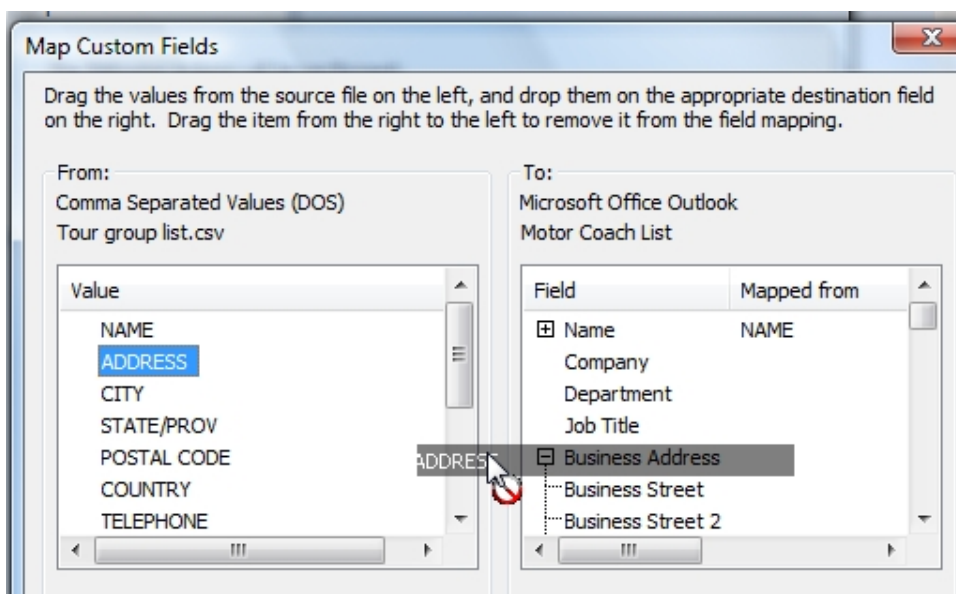 Map Custom Fields
Drag the values from the source file on the left, and drop them on the appropriate destination field
on the right. Drag the item from the right to the left to remove it from the field mapping.
From:
Comma Separated Values (DOS)
Tour group list.csv
Value
NAME
ADDRESS
CITY
STATE/PROV
POSTAL CODE
COUNTRY
TELEPHONE
ADDRESS
To:
Microsoft Office Outlook
Motor Coach List
Field Mapped from
Name NAME
Company
Department
Job Title
Business Address
Business Street
Business Street 2